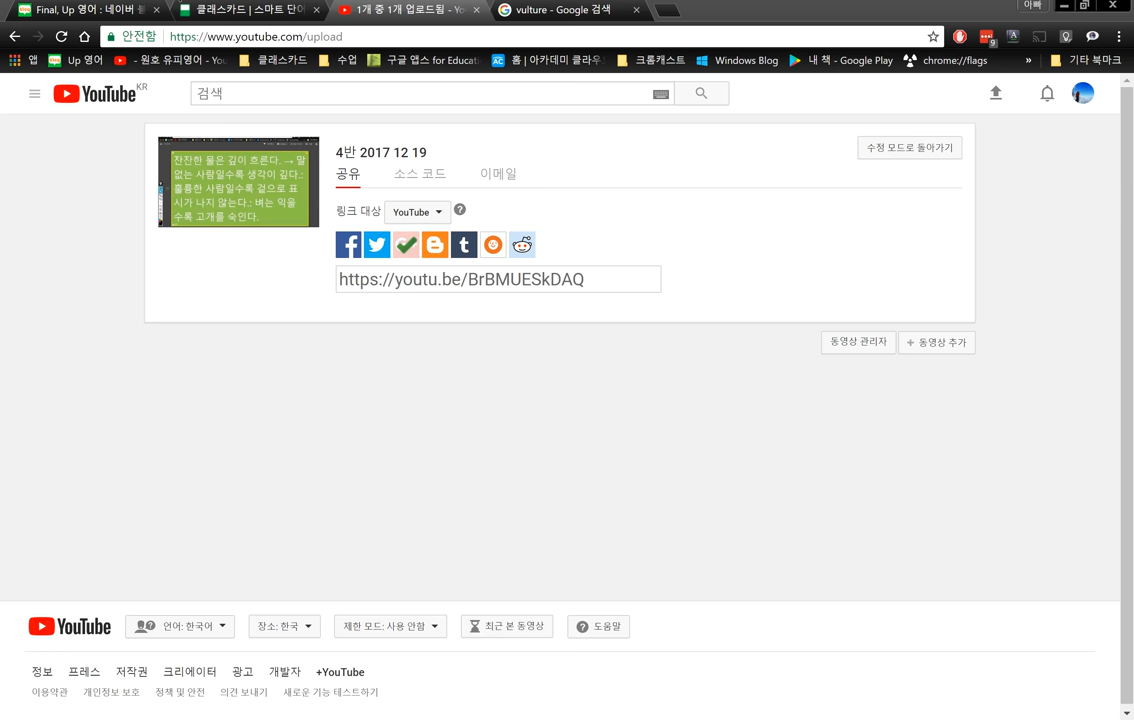 Final, Up 영어 : 네이버 블
클래스카드 | 스마트 단어
1개 중 1개 업로드됨 - Yo
vulture - Google 검색
아빠
안전함
https://www.youtube.com/upload
9
앱
Up 영어
- 원호 유피영어 - You
클래스카드
수업
구글 앱스 for Educati
홈 | 아카데미 클라우
크롬캐스트
Windows Blog
내 책 - Google Play
chrome://flags
»
기타 북마크
YouTube KR
검색
잔잔한 물은 깊이 흐른다. → 말
없는 사람일수록 생각이 깊다.:
훌륭한 사람일수록 겉으로 표
시가 나지 않는다.: 벼는 익을
수록 고개를 숙인다.
4반 2017 12 19
수정 모드로 돌아가기
공유
소스 코드
이메일
링크 대상
YouTube
?
https://youtu.be/BrBMUESkDAQ
동영상 관리자
+ 동영상 추가
YouTube
언어: 한국어
장소: 한국
제한 모드: 사용 안함
최근 본 동영상
도움말
정보 프레스 저작권 크리에이터 광고 개발자 +YouTube
이용약관 개인정보 보호 정책 및 안전 의견 보내기 새로운 기능 테스트하기